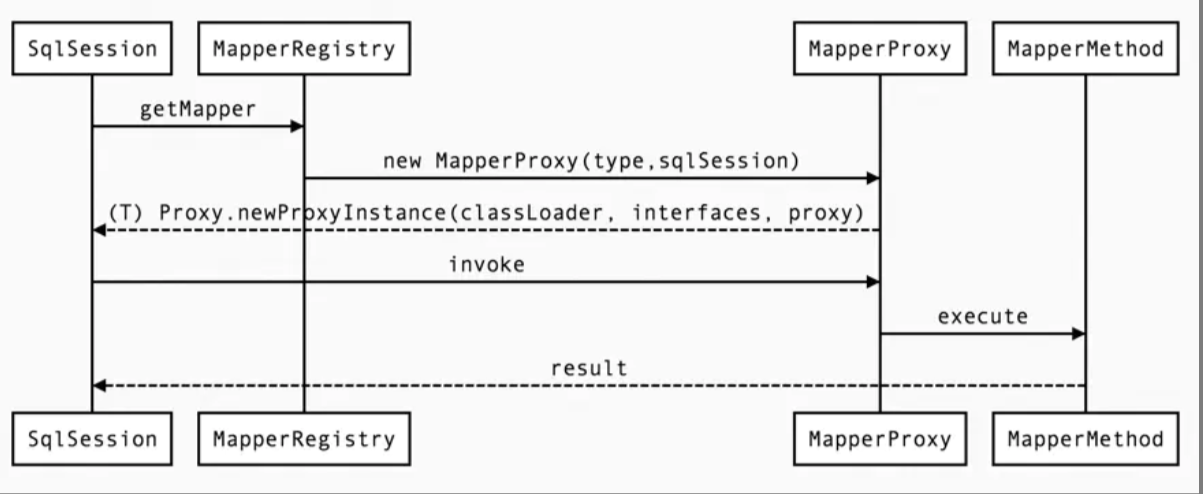 SqlSession MapperRegistry MapperProxy MapperMethod
getMapper
new MapperProxy(type,sqlSession)
(T) Proxy.newProxyInstance(classLoader, interfaces, proxy)
invoke
execute
result
SqlSession MapperRegistry MapperProxy MapperMethod